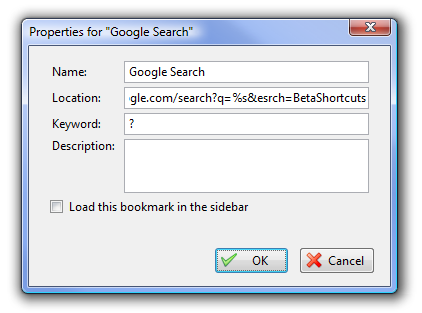 Properties for "Google Search"
Name: Google Search
Location: gle.com/search?q=%s&esrch=BetaShortcuts
Keyword: ?
Description:
Load this bookmark in the sidebar
OK Cancel